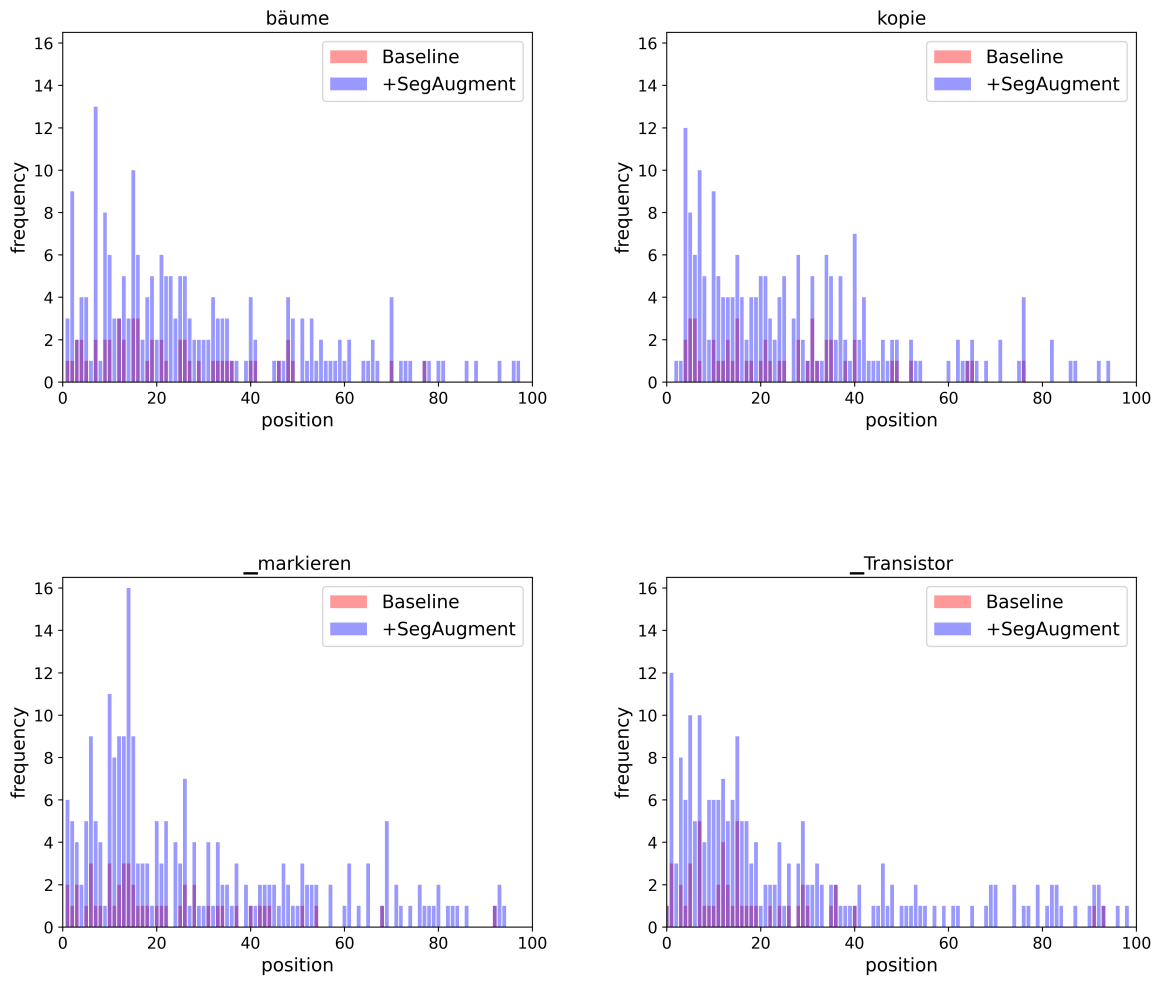 bäume
16
14
12
10
8
6
4
2
0
frequency
Baseline
+SegAugment
0 20 40 60 80 100
position
kopie
16
14
12
10
8
6
4
2
0
frequency
Baseline
+SegAugment
0 20 40 60 80 100
position
▁markieren
16
14
12
10
8
6
4
2
0
frequency
Baseline
+SegAugment
0 20 40 60 80 100
position
▁Transistor
16
14
12
10
8
6
4
2
0
frequency
Baseline
+SegAugment
0 20 40 60 80 100
position